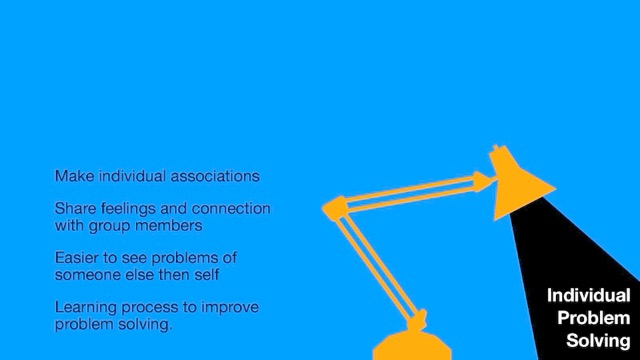 Make individual associations
Share feelings and connection
with group members
Easier to see problems of
someone else then self
Learning process to improve
problem solving.
Individual
Problem
Solving